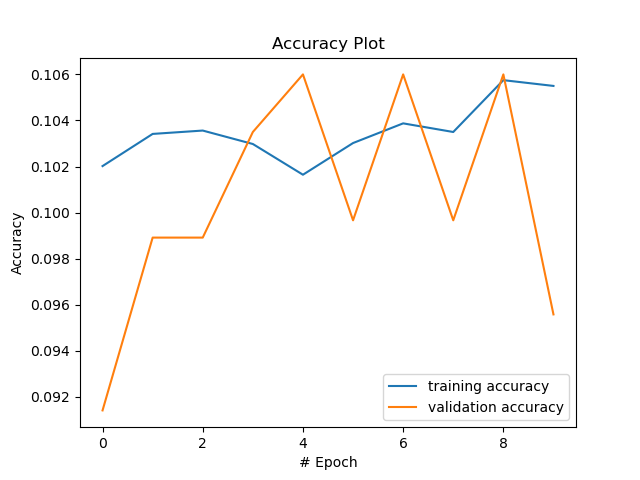 Accuracy Plot
0.106
0.104
0.102
0.100
0.098
0.096
0.094
0.092
Accuracy
0 2 4 6 8
# Epoch
training accuracy
validation accuracy